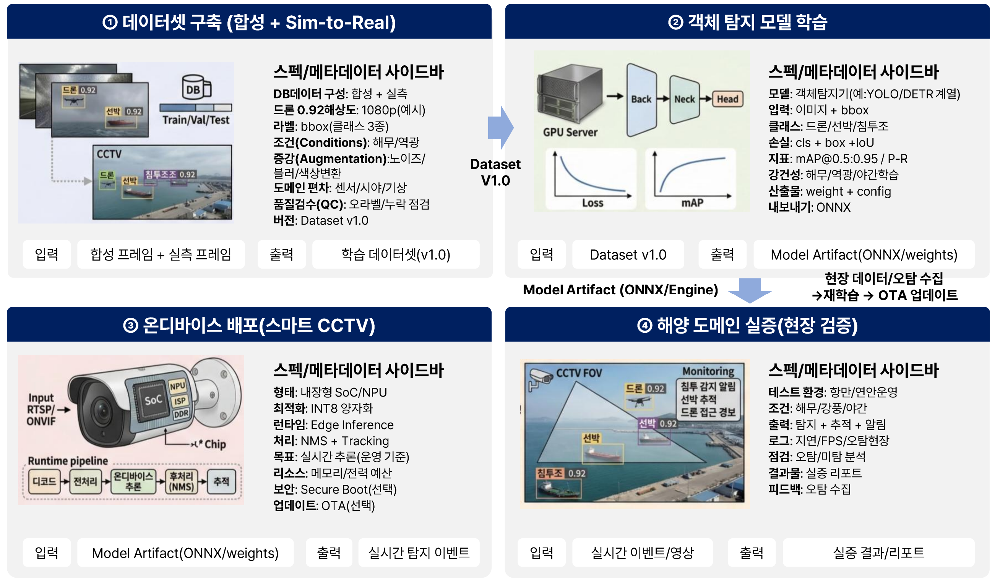 ① 데이터셋 구축 (합성 + Sim-to-Real)
드론 0.92
선박 0.92
DB
Train/Val/Test
CCTV
드론
선박
침투조조 0.92
스펙/메타데이터 사이드바
DB데이터 구성: 합성 + 실측
드론 0.92해상도: 1080p(예시)
라벨: bbox(클래스 3종)
조건(Conditions): 해무/역광
증강(Augmentation):노이즈/
블러/색상변환
도메인 편차: 센서/시야/기상
품질검수(QC): 오라벨/누락 점검
버전: Dataset v1.0
입력
합성 프레임 + 실측 프레임
출력
학습 데이터셋(v1.0)
Dataset
V1.0
② 객체 탐지 모델 학습
GPU Server
Back
Neck
Head
Loss
mAP
스펙/메타데이터 사이드바
모델: 객체탐지기(예:YOLO/DETR 계열)
입력: 이미지 + bbox
클래스: 드론/선박/침투조
손실: cls + box +IoU
지표: mAP@0.5:0.95 / P-R
강건성: 해무/역광/야간학습
산출물: weight + config
내보내기: ONNX
입력
Dataset v1.0
출력
Model Artifact(ONNX/weights)
Model Artifact (ONNX/Engine)
현장 데이터/오탐 수집
→재학습 → OTA 업데이트
③ 온디바이스 배포(스마트 CCTV)
Input
RTSP/
ONVIF
SoC
NPU
ISP
DDR
Chip
Runtime pipeline
디코드
전처리
온디바이스
추론
후처리
(NMS)
추적
스펙/메타데이터 사이드바
형태: 내장형 SoC/NPU
최적화: INT8 양자화
런타임: Edge Inference
처리: NMS + Tracking
목표: 실시간 추론(운영 기준)
리소스: 메모리/전력 예산
보안: Secure Boot(선택)
업데이트: OTA(선택)
입력
Model Artifact(ONNX/weights)
출력
실시간 탐지 이벤트
④ 해양 도메인 실증(현장 검증)
CCTV FOV
Monitoring
침투 감지 알림
선박 추적
드론 접근 경보
드론 0.92
선박 0.92
선박
침투조 0.92
스펙/메타데이터 사이드바
테스트 환경: 항만/연안운영
조건: 해무/강풍/야간
출력: 탐지 + 추적 + 알림
로그: 지연/FPS/오탐현장
점검: 오탐/미탐 분석
결과물: 실증 리포트
피드백: 오탐 수집
입력
실시간 이벤트/영상
출력
실증 결과/리포트